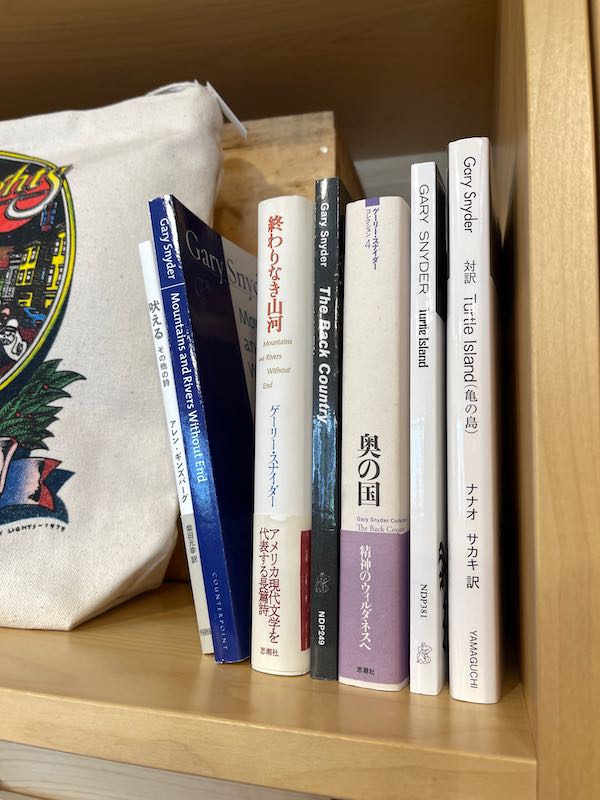 ghts
Y LIGHTS-1975
吠える その他の詩 アレン・ギンズバーグ 柴田元幸 訳
Gary Snyder Mountains and Rivers Without End COUNTERPOINT
Gary Snyder
終わりなき山河
Mountains
and Rivers
Without
End
ゲーリー・スナイダー
アメリカ現代文学を
代表する長篇詩
思潮社
Gary Snyder The Back Country NDP249
ゲーリー・スナイダー
コレクション 4
奥の国
Gary Snyder
The Back Coun
精神のウィルダネスへ
思潮社
GARY SNYDER Turtle Island NDP381
Gary Snyder 対訳 Turtle Island(亀の島) ナナオ サカキ 訳 YAMAGUCHI